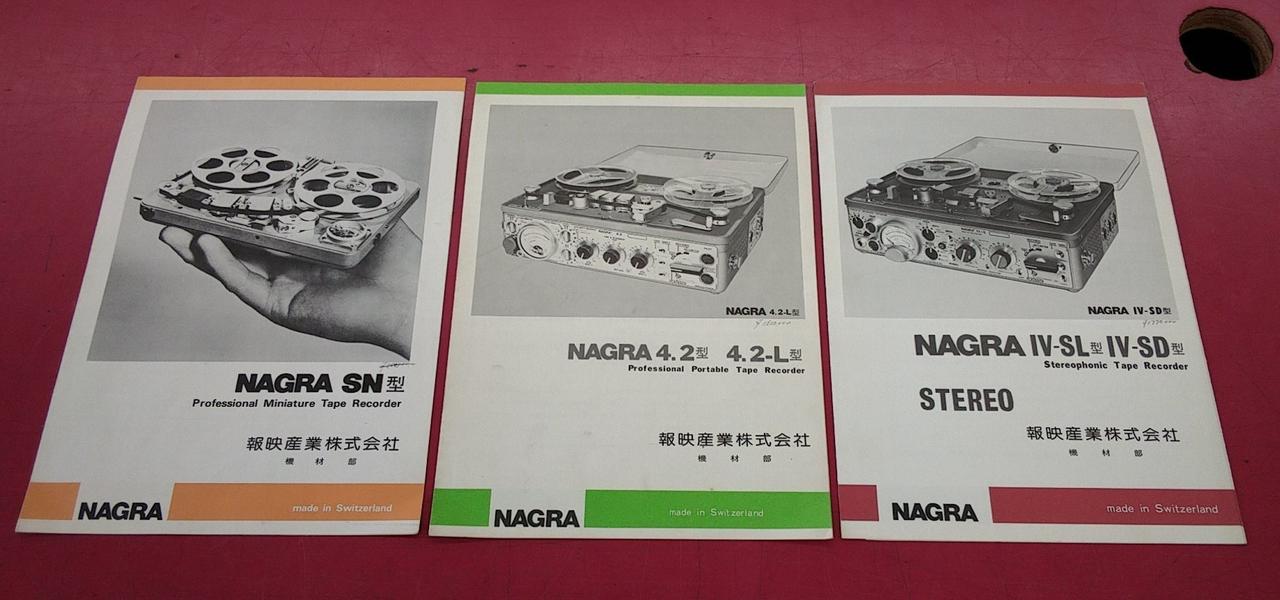 NAGRA SN型
Professional Miniature Tape Recorder
報映産業株式会社
機材部
NAGRA
made in Switzerland
NAGRA 4.2-L型
NAGRA 4.2型 4.2-L型
Professional Portable Tape Recorder
報映産業株式会社
機材部
NAGRA
made in Switzerland
NAGRA IV-SD型
NAGRA IV-SL型 IV-SD型
Stereophonic Tape Recorder
STEREO
報映産業株式会社
機材部
NAGRA
made in Switzerland